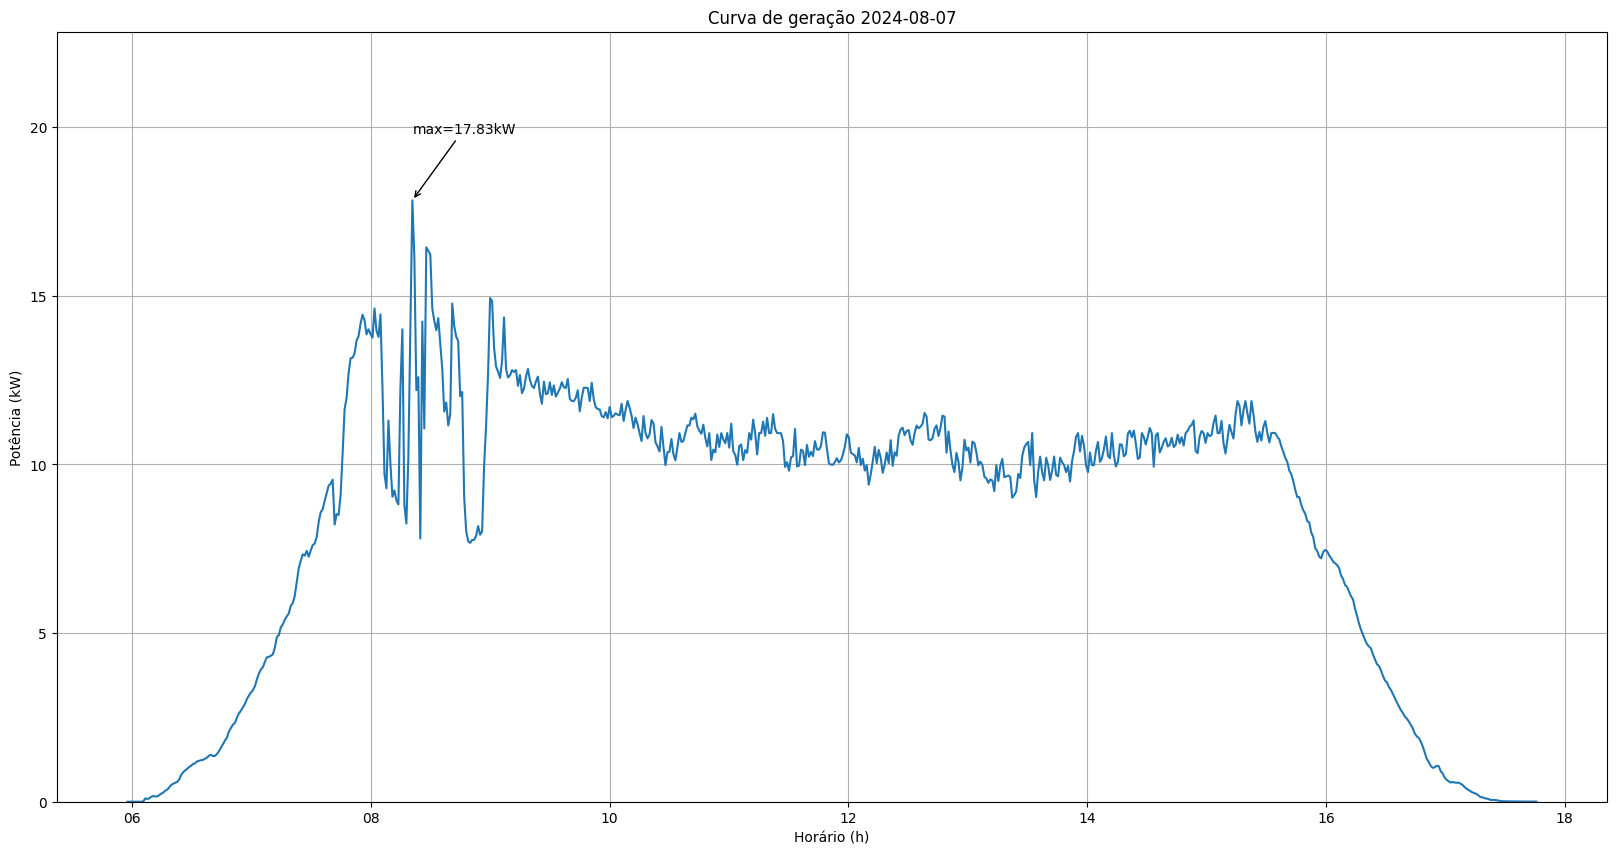 Curva de geração 2024-08-07
max=17.83kW
Potência (kW)
20
15
10
5
0
06 08 10 12 14 16 18
Horário (h)